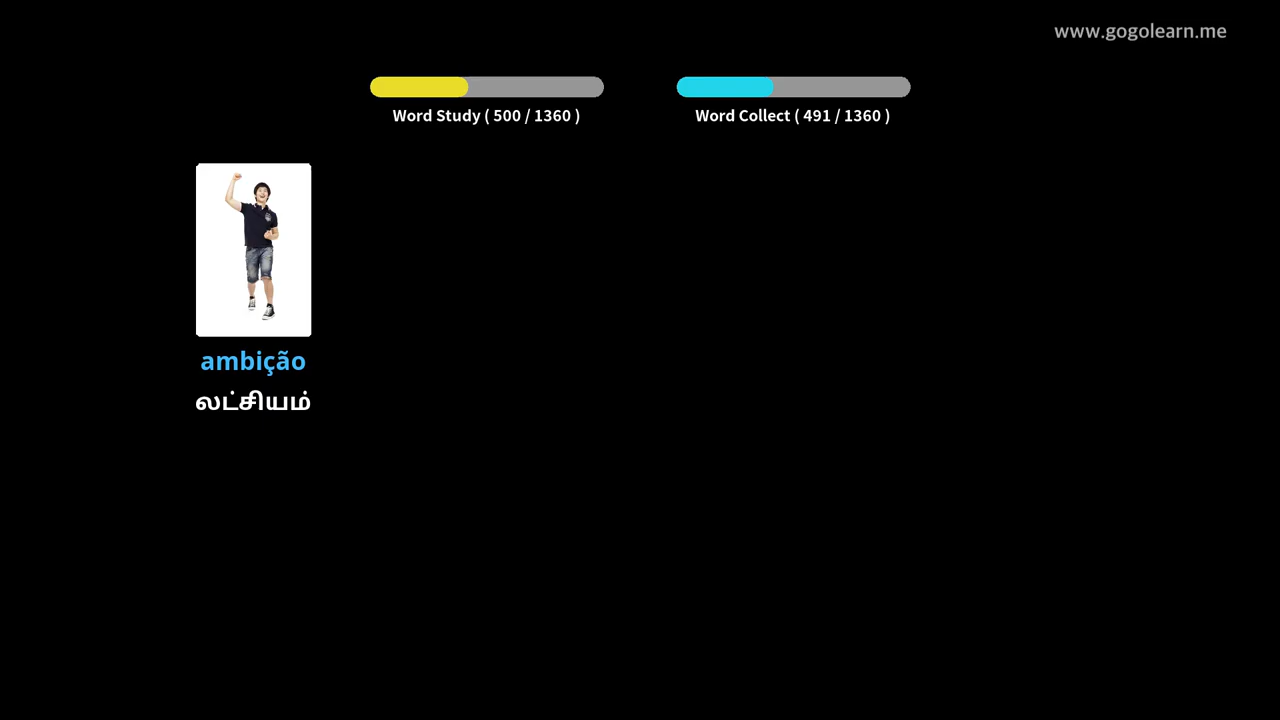 www.gogolearn.me
Word Study ( 500 / 1360 )
Word Collect ( 491 / 1360 )
ambição
லட்சியம்